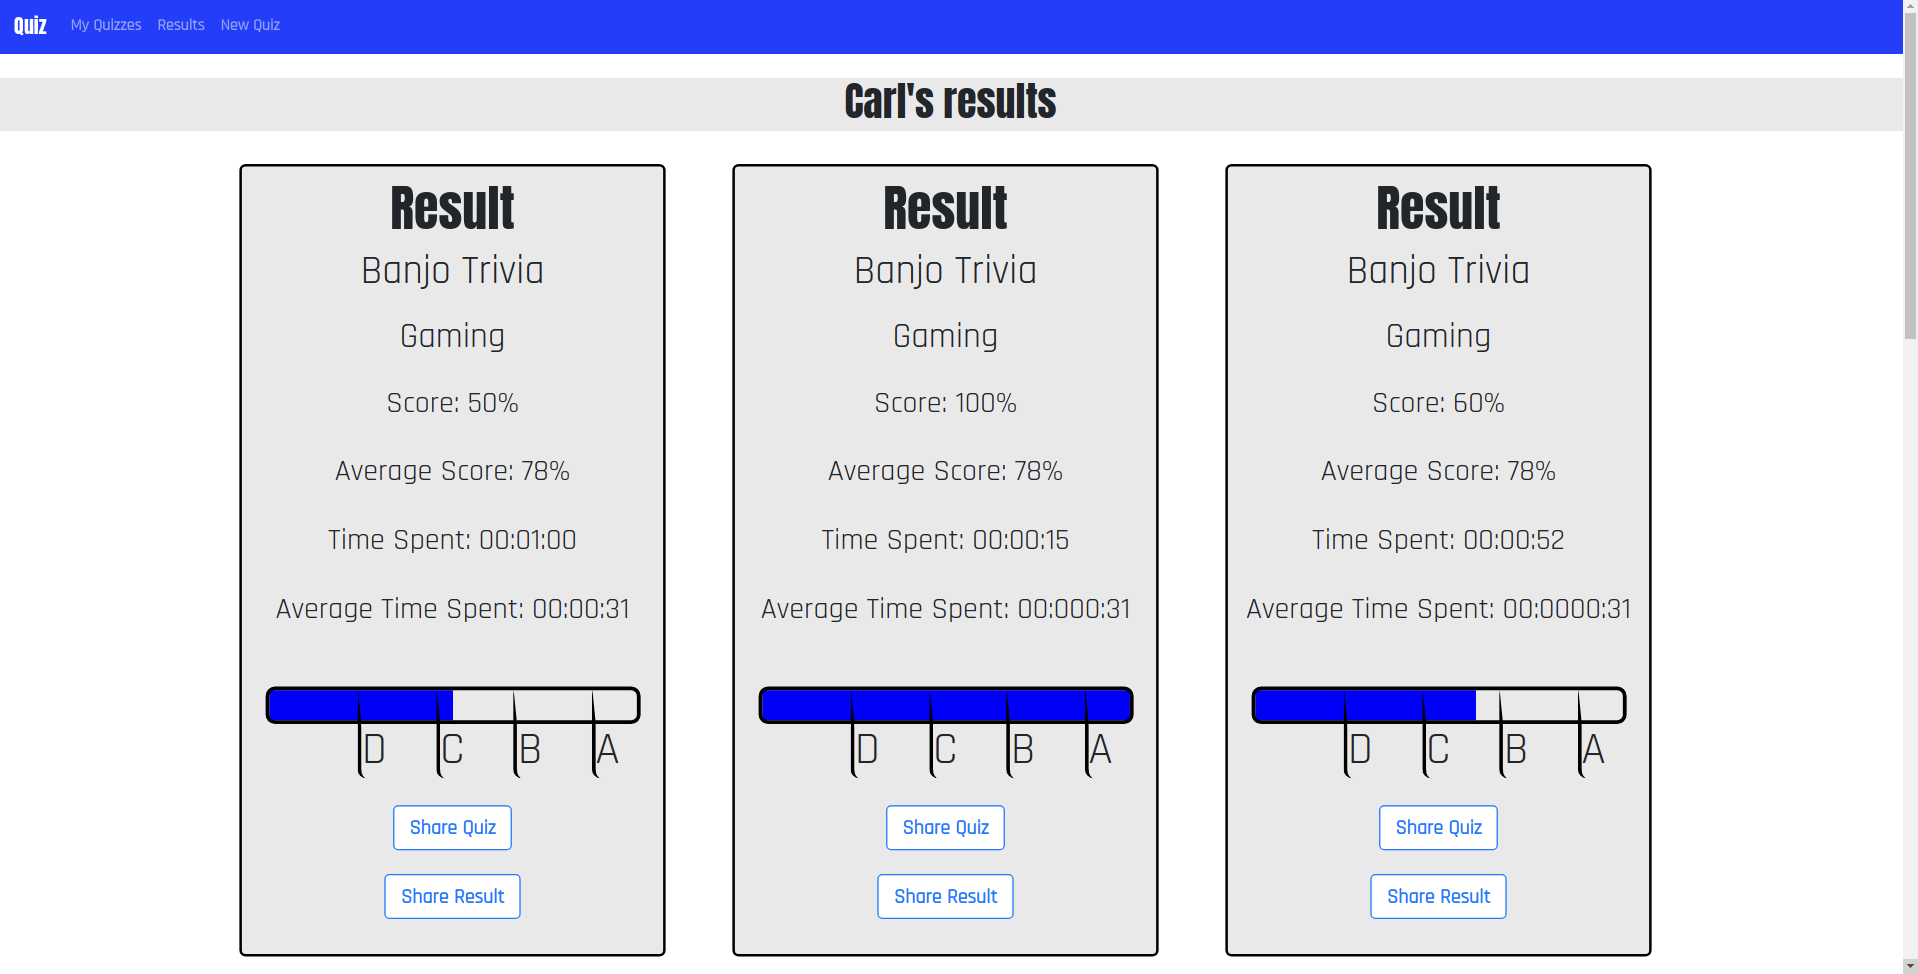 Quiz My Quizzes Results New Quiz
Carl's results
Result
Banjo Trivia
Gaming
Score: 50%
Average Score: 78%
Time Spent: 00:01:00
Average Time Spent: 00:00:31
D C B A
Share Quiz
Share Result
Result
Banjo Trivia
Gaming
Score: 100%
Average Score: 78%
Time Spent: 00:00:15
Average Time Spent: 00:000:31
D C B A
Share Quiz
Share Result
Result
Banjo Trivia
Gaming
Score: 60%
Average Score: 78%
Time Spent: 00:00:52
Average Time Spent: 00:0000:31
D C B A
Share Quiz
Share Result